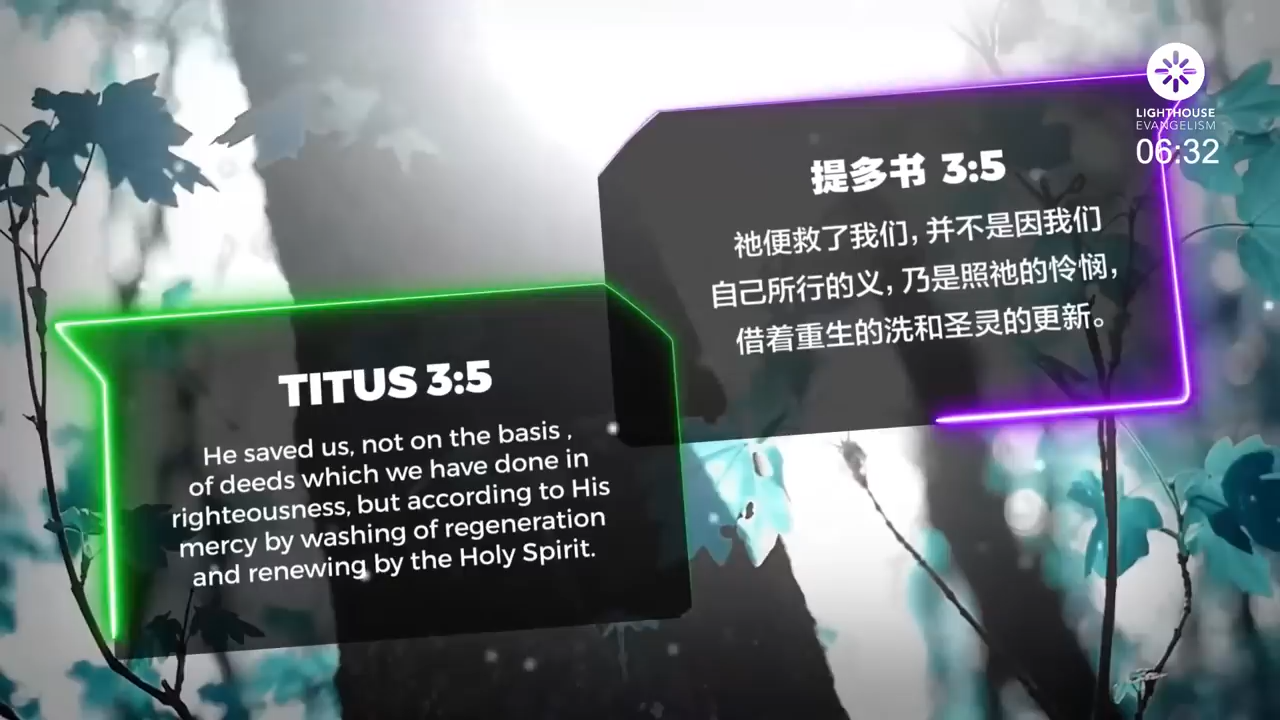 LIGHTHOUSE
EVANGELISM
06:32
提多书 3:5
祂便救了我们，并不是因我们
自己所行的义，乃是照祂的怜悯，
借着重生的洗和圣灵的更新。
TITUS 3:5
He saved us, not on the basis ,
of deeds which we have done in
righteousness, but according to His
mercy by washing of regeneration
and renewing by the Holy Spirit.